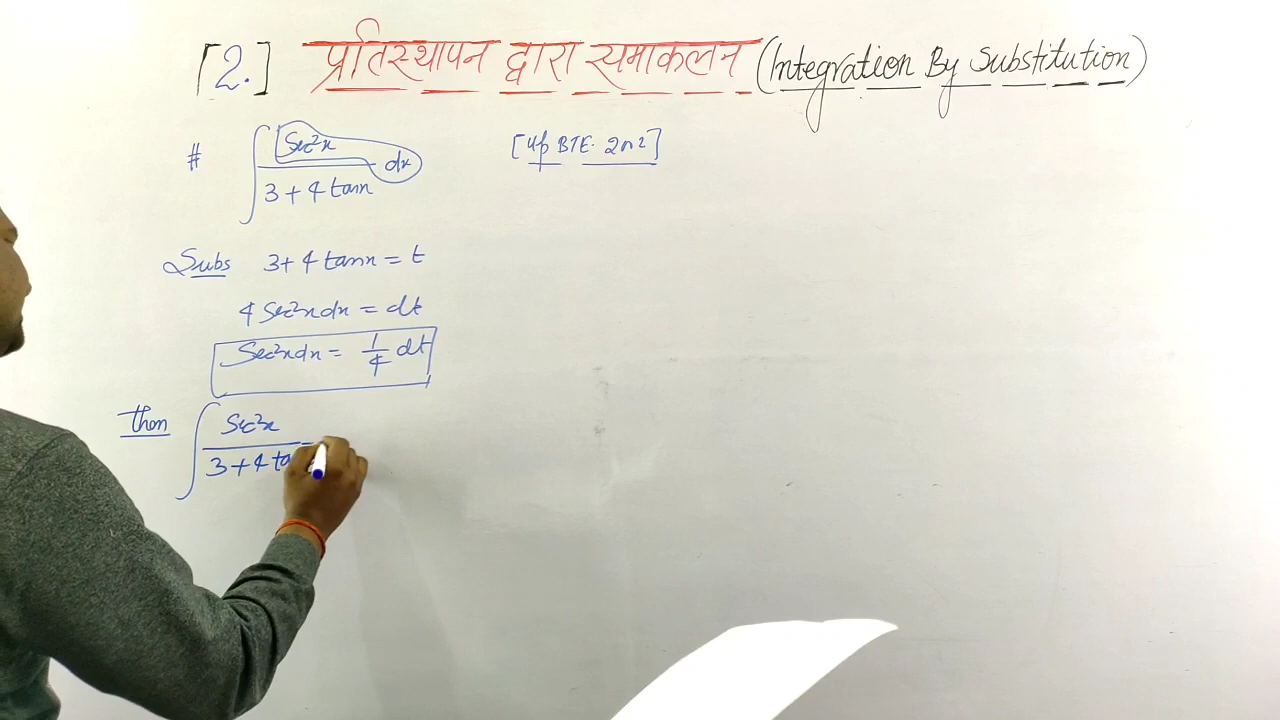 [2.] प्रतिस्थापन द्वारा समाकलन (Integration By Substitution)
# ∫ Sec²x / 3 + 4 tanx dx [Up BTE. 2012]
Subs 3 + 4 tanx = t
4 Sec²x dx = dt
Sec²x dx = 1/4 dt
then ∫ Sec²x / 3 + 4 ta